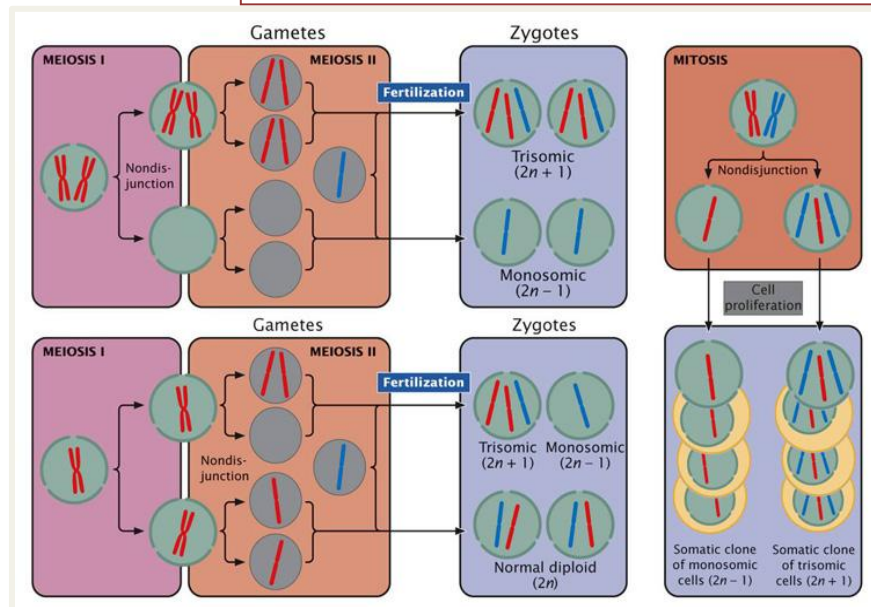 Gametes
Zygotes
MEIOSIS I
MEIOSIS II
MITOSIS
Fertilization
Nondis-
junction
Trisomic
(2n + 1)
Monosomic
(2n − 1)
Nondisjunction
Cell
proliferation
Gametes
Zygotes
MEIOSIS I
MEIOSIS II
Fertilization
Nondis-
junction
Trisomic Monosomic
(2n + 1) (2n − 1)
Normal diploid
(2n)
Somatic clone
of monosomic
cells (2n − 1)
Somatic clone
of trisomic
cells (2n + 1)